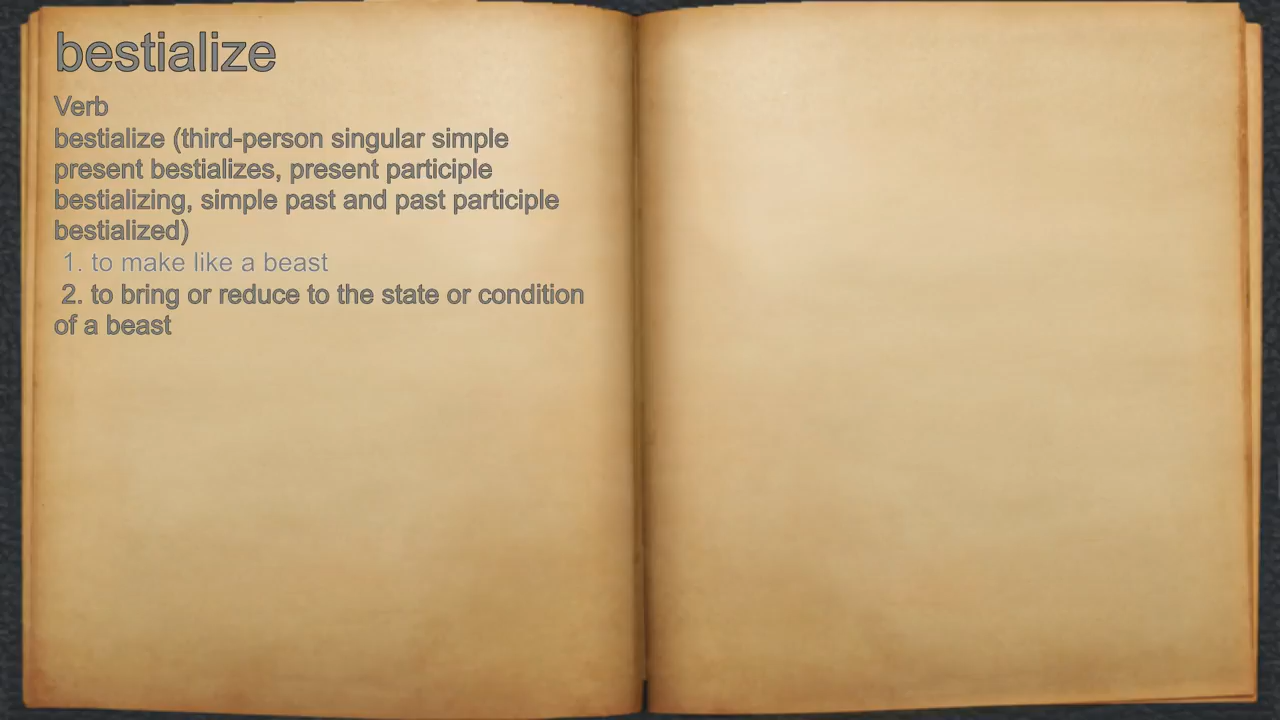 bestialize
Verb
bestialize (third-person singular simple
present bestializes, present participle
bestializing, simple past and past participle
bestialized)
1. to make like a beast
2. to bring or reduce to the state or condition
of a beast